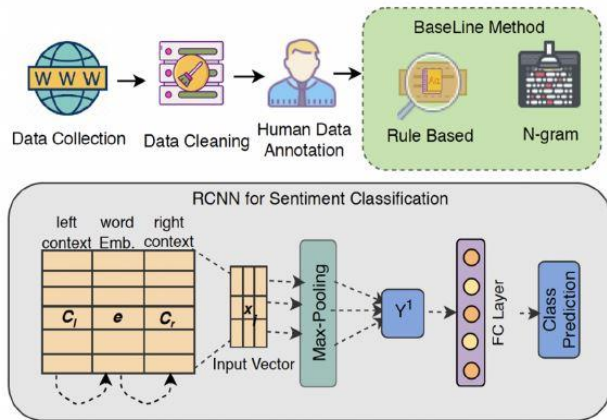 BaseLine Method
W W W
Data Collection
Data Cleaning
Human Data
Annotation
Rule Based
N-gram
RCNN for Sentiment Classification
left
context
word
Emb.
right
context
C_l
e
C_r
x_i
Input Vector
Max-Pooling
Y^1
FC Layer
Class
Prediction